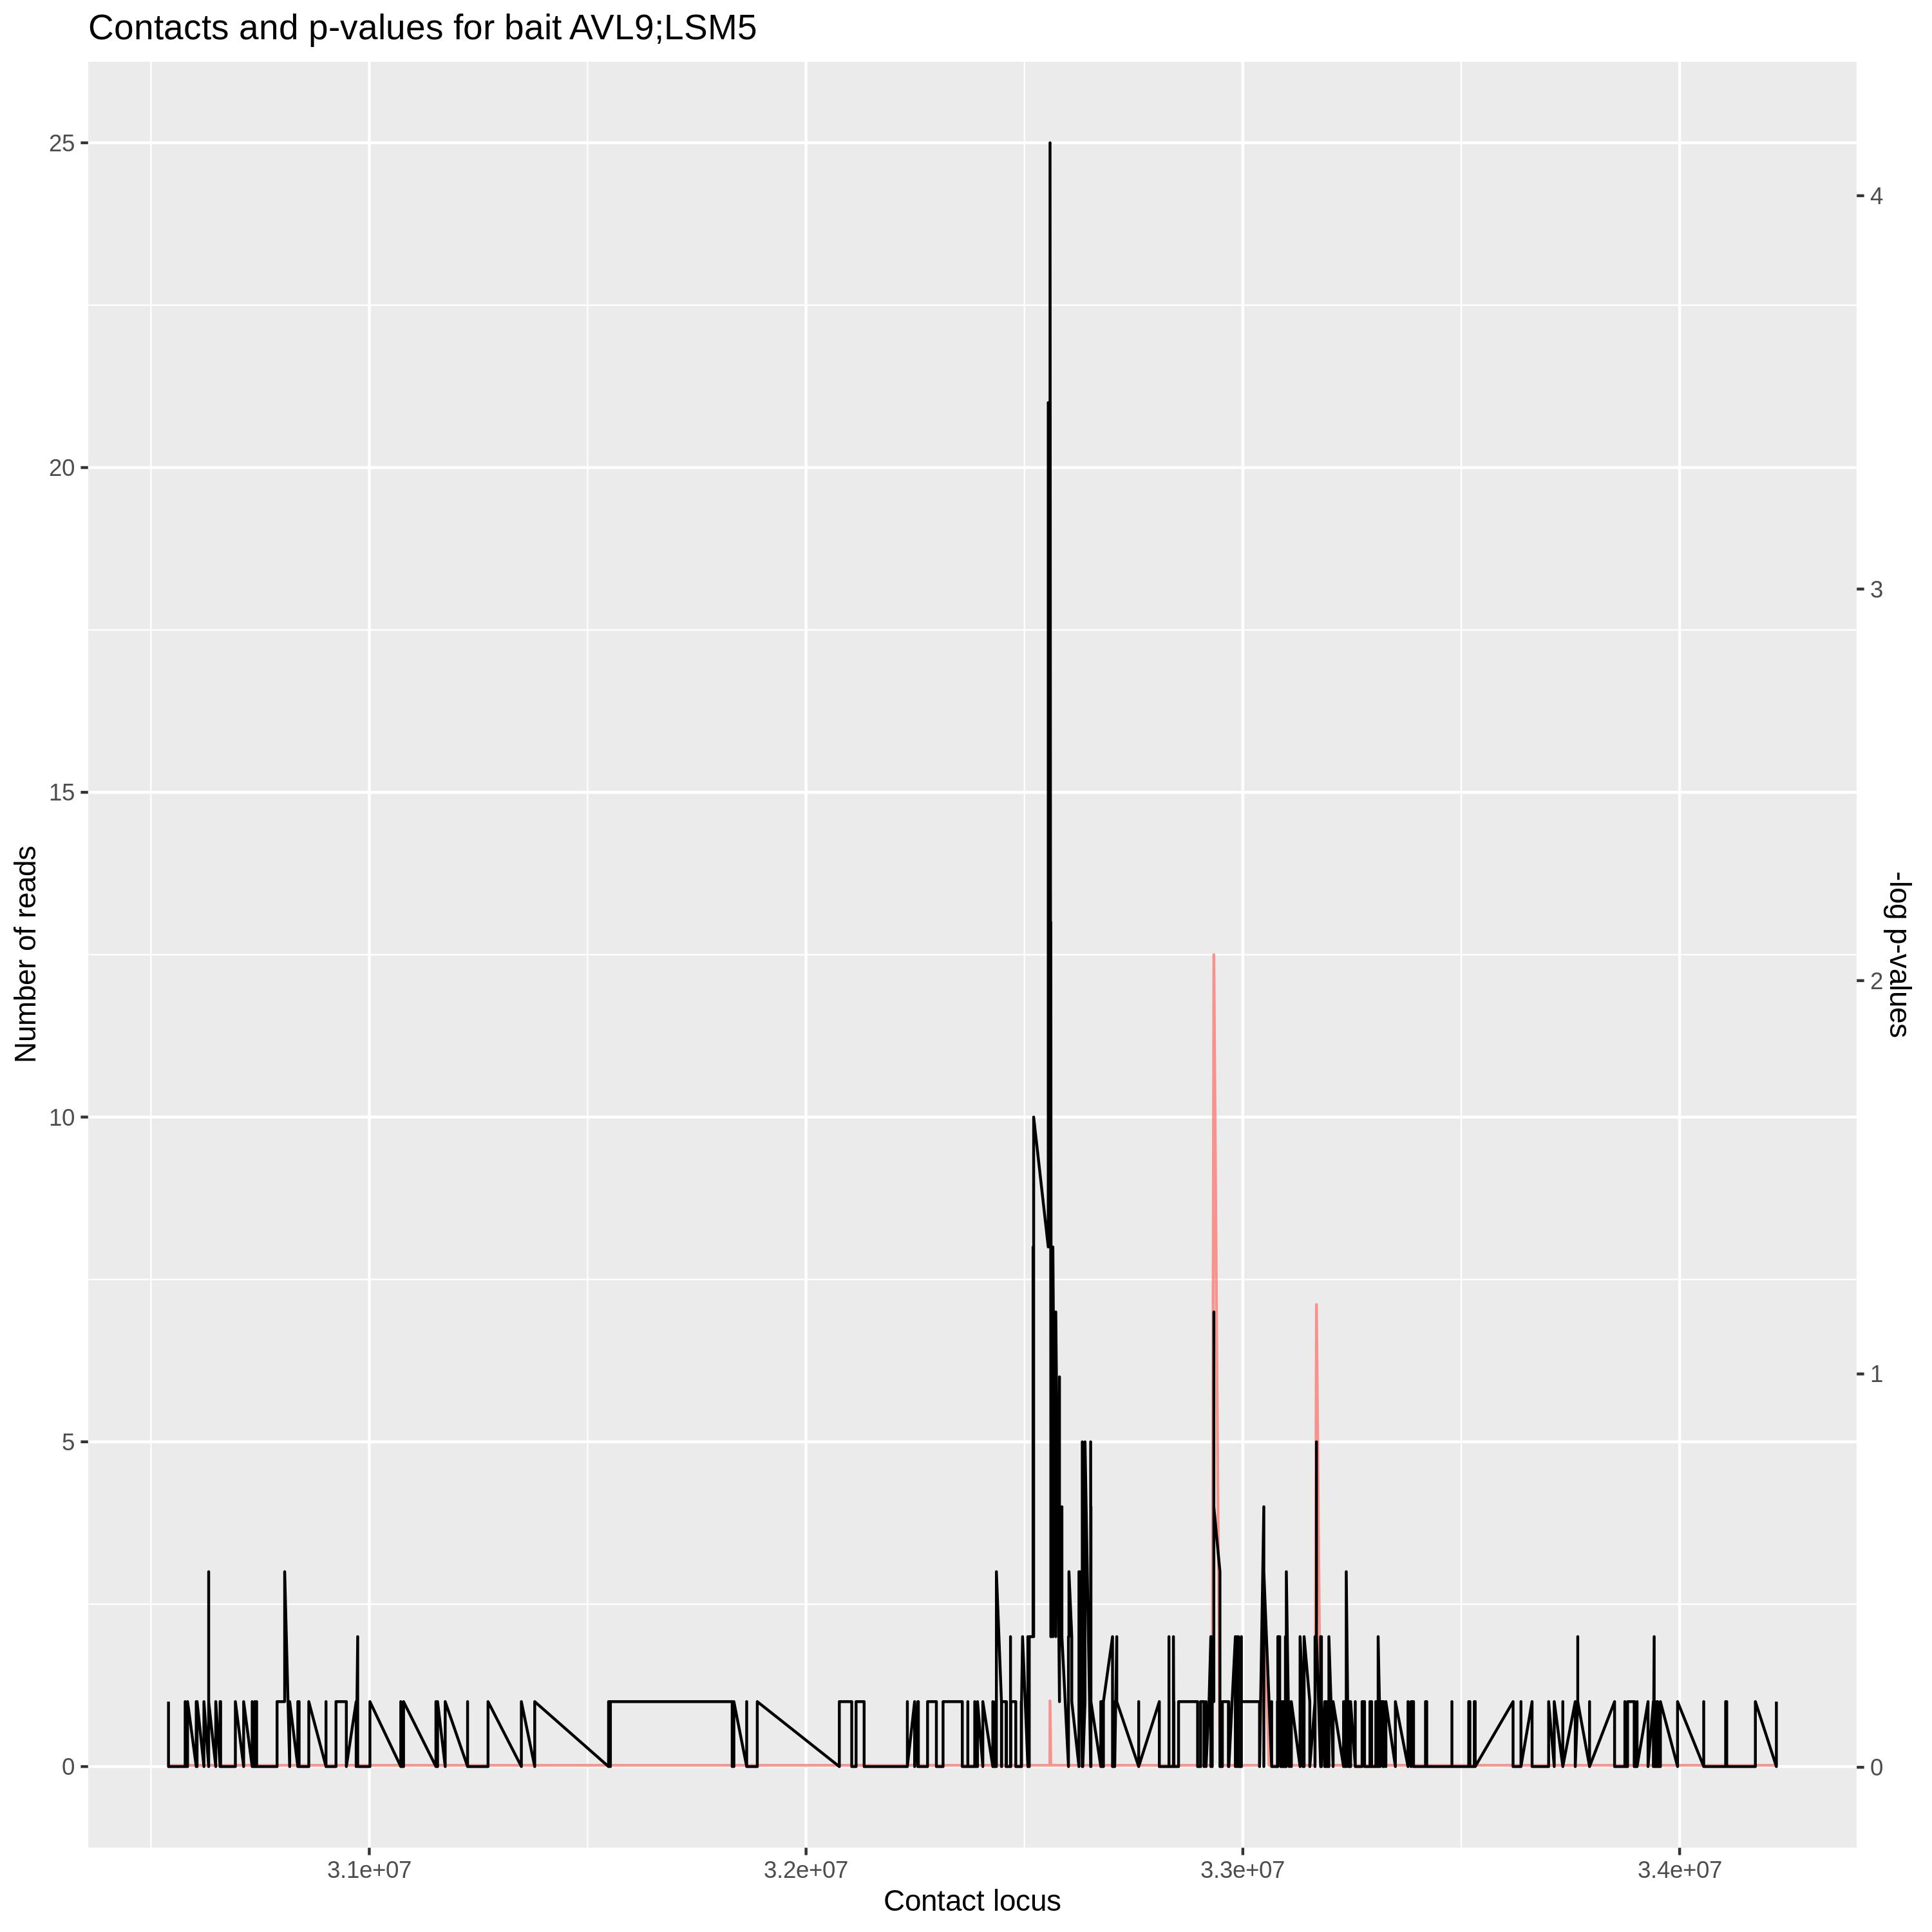 Contacts and p-values for bait AVL9;LSM5
25
20
15
10
5
0
Number of reads
4
3
2
1
0
-log p-values
3.1e+07 3.2e+07 3.3e+07 3.4e+07
Contact locus